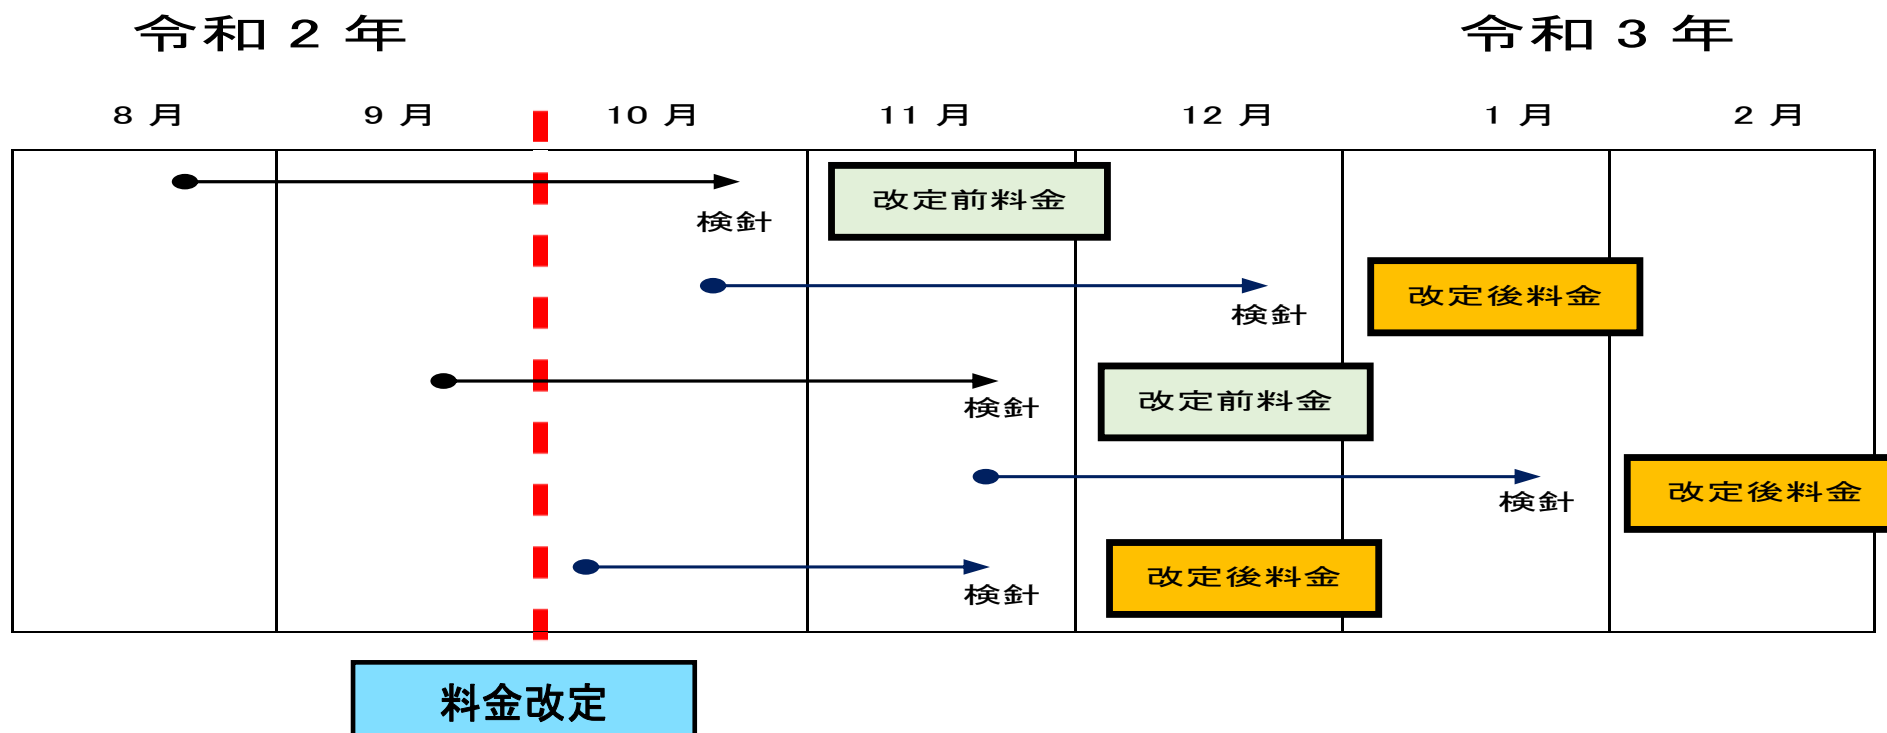 令和2年 令和3年
8月 9月 10月 11月 12月 1月 2月
改定前料金
検針
改定後料金
検針
改定前料金
検針
改定後料金
検針
改定後料金
検針
料金改定